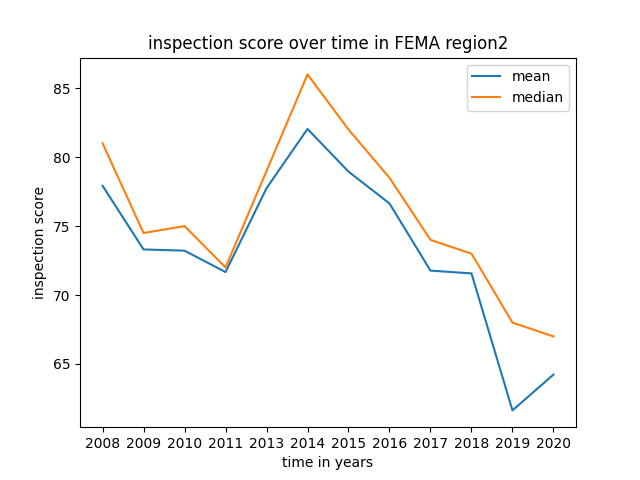 inspection score over time in FEMA region2
mean
median
85
80
75
70
65
inspection score
2008 2009 2010 2011 2013 2014 2015 2016 2017 2018 2019 2020
time in years